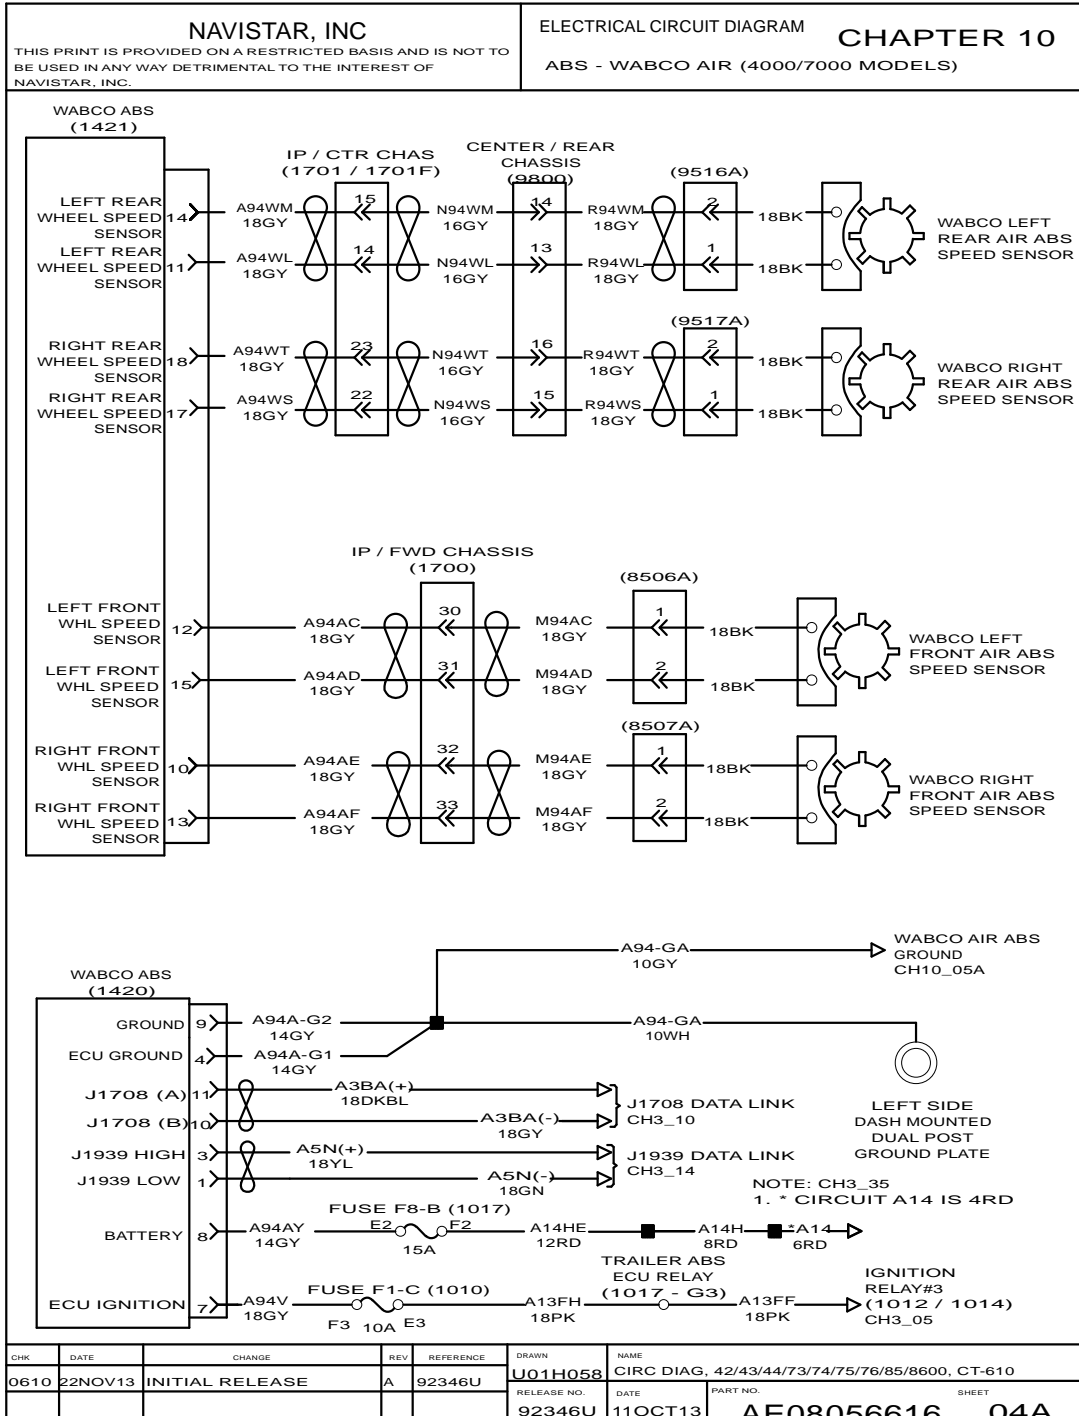 NAVISTAR, INC
THIS PRINT IS PROVIDED ON A RESTRICTED BASIS AND IS NOT TO
BE USED IN ANY WAY DETRIMENTAL TO THE INTEREST OF
NAVISTAR, INC.
ELECTRICAL CIRCUIT DIAGRAM
CHAPTER 10
ABS - WABCO AIR (4000/7000 MODELS)
WABCO ABS
(1421)
IP / CTR CHAS
(1701 / 1701F)
CENTER / REAR
CHASSIS
(9800)
(9516A)
LEFT REAR
WHEEL SPEED
SENSOR
14
A94WM
18GY
15
N94WM
16GY
14
R94WM
18GY
2
18BK
LEFT REAR
WHEEL SPEED
SENSOR
11
A94WL
18GY
14
N94WL
16GY
13
R94WL
18GY
1
18BK
WABCO LEFT
REAR AIR ABS
SPEED SENSOR
(9517A)
RIGHT REAR
WHEEL SPEED
SENSOR
18
A94WT
18GY
23
N94WT
16GY
16
R94WT
18GY
2
18BK
RIGHT REAR
WHEEL SPEED
SENSOR
17
A94WS
18GY
22
N94WS
16GY
15
R94WS
18GY
1
18BK
WABCO RIGHT
REAR AIR ABS
SPEED SENSOR
IP / FWD CHASSIS
(1700)
(8506A)
LEFT FRONT
WHL SPEED
SENSOR
12
A94AC
18GY
30
M94AC
18GY
1
18BK
LEFT FRONT
WHL SPEED
SENSOR
15
A94AD
18GY
31
M94AD
18GY
2
18BK
WABCO LEFT
FRONT AIR ABS
SPEED SENSOR
(8507A)
RIGHT FRONT
WHL SPEED
SENSOR
10
A94AE
18GY
32
M94AE
18GY
1
18BK
RIGHT FRONT
WHL SPEED
SENSOR
13
A94AF
18GY
33
M94AF
18GY
2
18BK
WABCO RIGHT
FRONT AIR ABS
SPEED SENSOR
WABCO ABS
(1420)
A94-GA
10GY
WABCO AIR ABS
GROUND
CH10_05A
GROUND
9
A94A-G2
14GY
A94-GA
10WH
ECU GROUND
4
A94A-G1
14GY
LEFT SIDE
DASH MOUNTED
DUAL POST
GROUND PLATE
J1708 (A)
11
A3BA(+)
18DKBL
J1708 (B)
10
A3BA(-)
18GY
J1708 DATA LINK
CH3_10
J1939 HIGH
3
A5N(+)
18YL
J1939 LOW
1
A5N(-)
18GN
J1939 DATA LINK
CH3_14
NOTE: CH3_35
1. * CIRCUIT A14 IS 4RD
BATTERY
8
A94AY
14GY
FUSE F8-B (1017)
E2
F2
15A
A14HE
12RD
A14H
8RD
*A14
6RD
ECU IGNITION
7
A94V
18GY
FUSE F1-C (1010)
F3
10A
E3
A13FH
18PK
TRAILER ABS
ECU RELAY
(1017 - G3)
A13FF
18PK
IGNITION
RELAY#3
(1012 / 1014)
CH3_05
CHK DATE CHANGE REV REFERENCE
0610 22NOV13 INITIAL RELEASE A 92346U
DRAWN
U01H058
NAME
CIRC DIAG, 42/43/44/73/74/75/76/85/8600, CT-610
RELEASE NO.
92346U
DATE
11OCT13
PART NO.
AE08056616
SHEET
04A